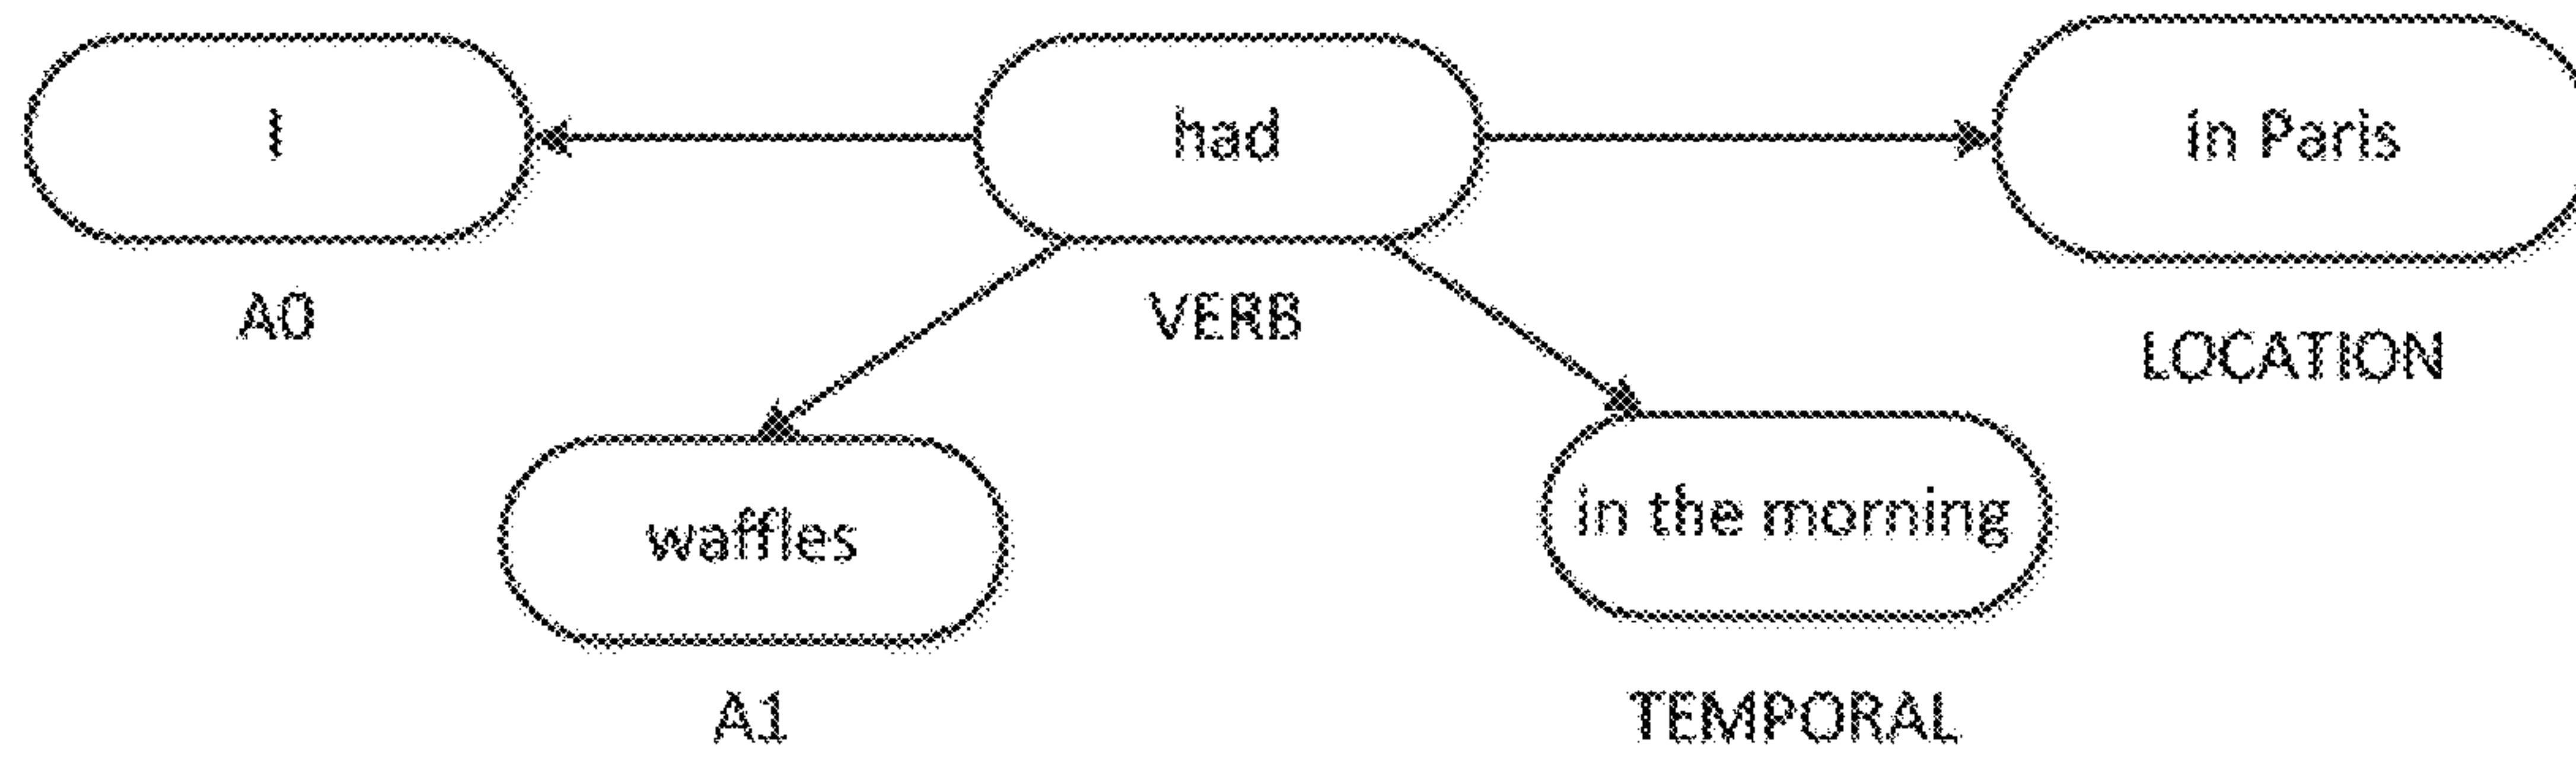 I
had
in Paris
A0
VERB
LOCATION
waffles
in the morning
A1
TEMPORAL